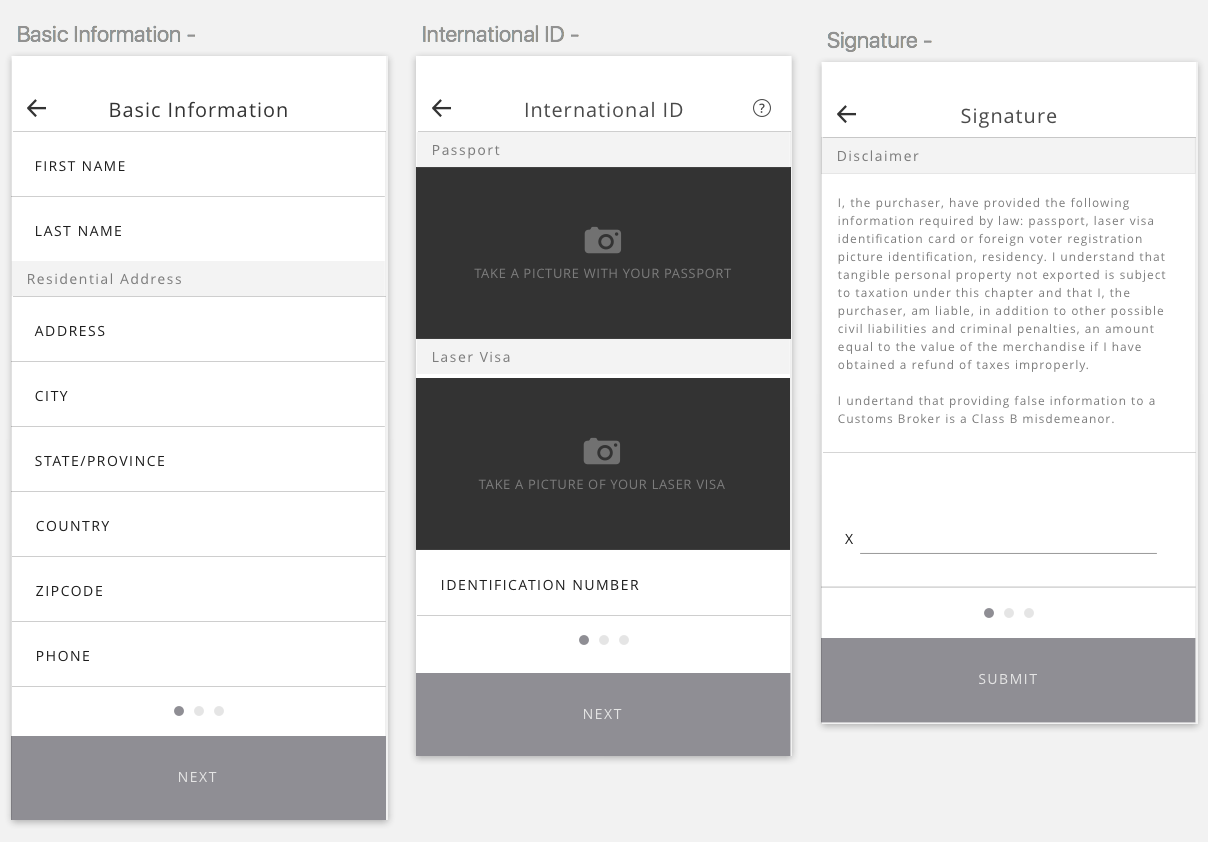 Basic Information -
Basic Information
FIRST NAME
LAST NAME
Residential Address
ADDRESS
CITY
STATE/PROVINCE
COUNTRY
ZIPCODE
PHONE
NEXT
International ID -
International ID
?
Passport
TAKE A PICTURE WITH YOUR PASSPORT
Laser Visa
TAKE A PICTURE OF YOUR LASER VISA
IDENTIFICATION NUMBER
NEXT
Signature -
Signature
Disclaimer
I, the purchaser, have provided the following
information required by law: passport, laser visa
identification card or foreign voter registration
picture identification, residency. I understand that
tangible personal property not exported is subject
to taxation under this chapter and that I, the
purchaser, am liable, in addition to other possible
civil liabilities and criminal penalties, an amount
equal to the value of the merchandise if I have
obtained a refund of taxes improperly.
I undertand that providing false information to a
Customs Broker is a Class B misdemeanor.
X
SUBMIT